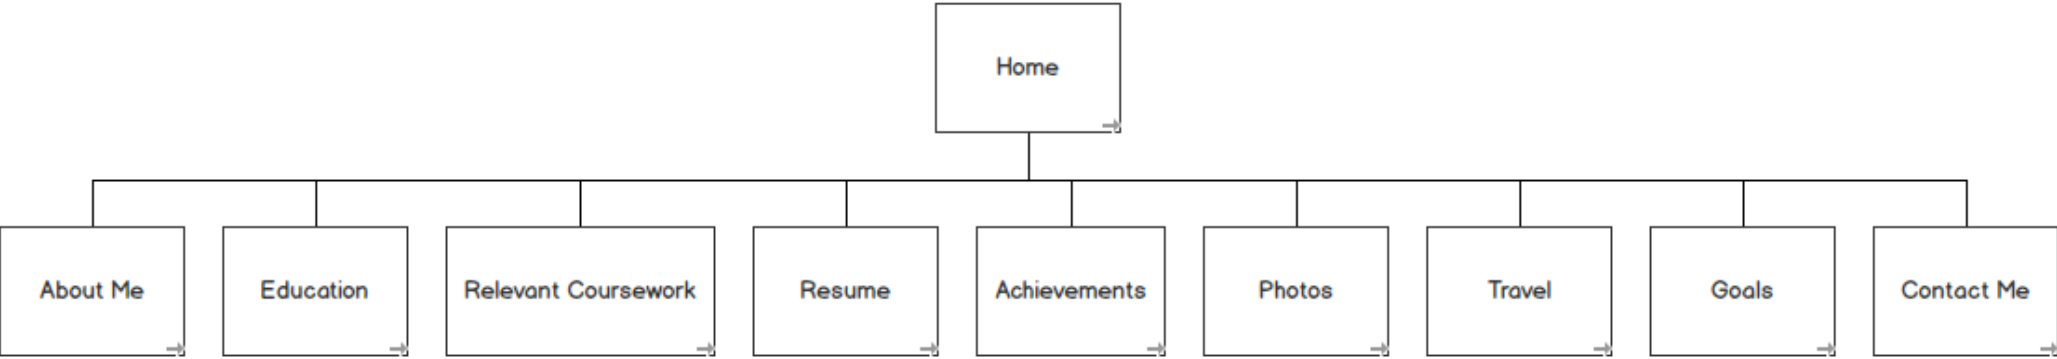 Home
About Me
Education
Relevant Coursework
Resume
Achievements
Photos
Travel
Goals
Contact Me